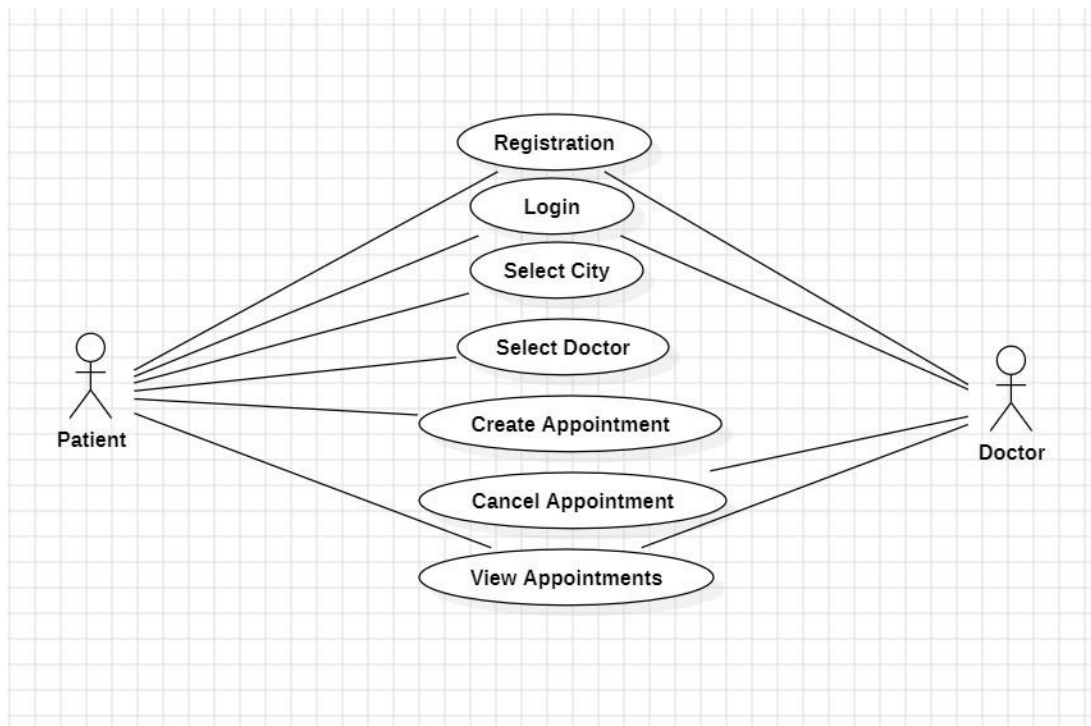 Registration
Login
Select City
Select Doctor
Create Appointment
Patient
Doctor
Cancel Appointment
View Appointments